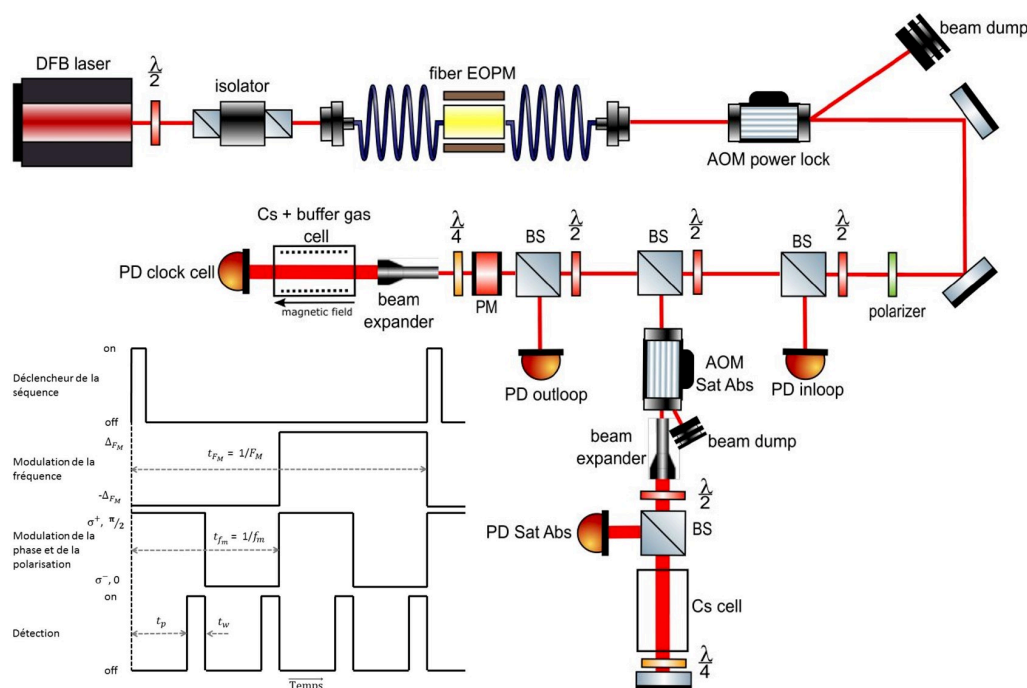 beam dump
DFB laser
λ/2
isolator
fiber EOPM
AOM power lock
Cs + buffer gas
cell
λ/4
BS
λ/2
BS
λ/2
BS
λ/2
PD clock cell
magnetic field
beam
expander
PM
polarizer
PD outloop
AOM
Sat Abs
PD inloop
beam
expander
beam dump
λ/2
PD Sat Abs
BS
Cs cell
λ/4
on
Déclencheur de la
séquence
off
Δ_{F_M}
Modulation de la
fréquence
t_{F_M} = 1/F_M
-Δ_{F_M}
σ⁺, π/2
Modulation de
la phase et de la
polarisation
t_{f_m} = 1/f_m
σ⁻, 0
on
Détection
t_p
t_w
off
Temps